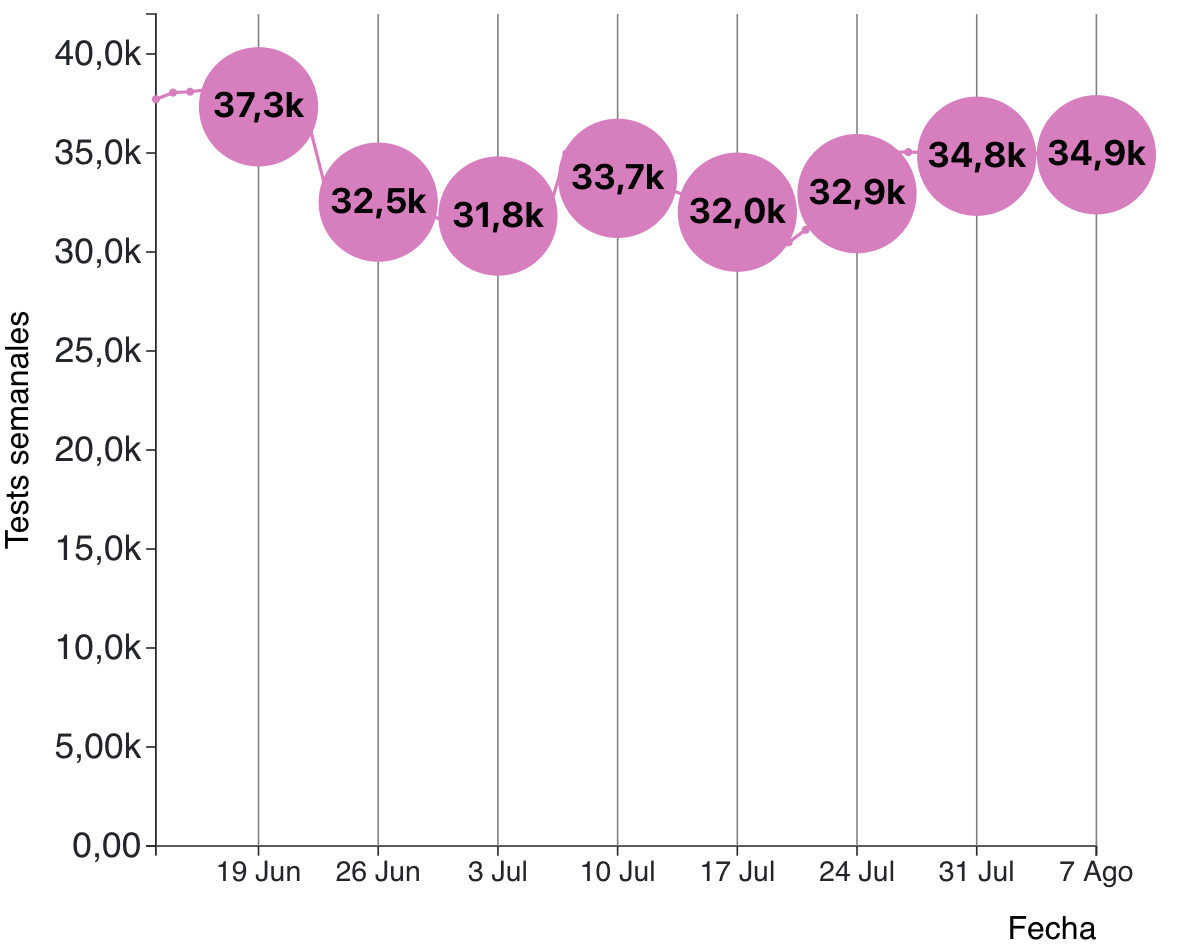 40,0k
35,0k
30,0k
25,0k
20,0k
15,0k
10,0k
5,00k
0,00
Tests semanales
37,3k
32,5k
31,8k
33,7k
32,0k
32,9k
34,8k
34,9k
19 Jun
26 Jun
3 Jul
10 Jul
17 Jul
24 Jul
31 Jul
7 Ago
Fecha